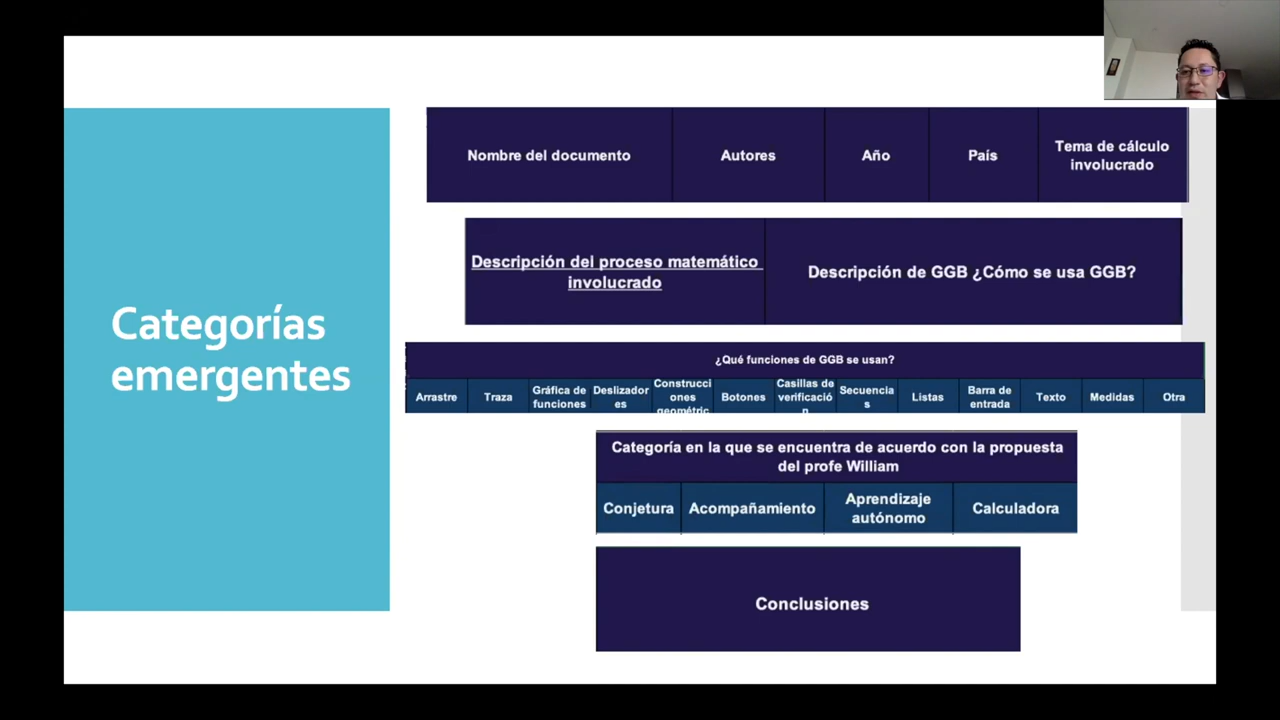 Categorías
emergentes
Nombre del documento
Autores
Año
País
Tema de cálculo
involucrado
Descripción del proceso matemático
involucrado
Descripción de GGB ¿Cómo se usa GGB?
¿Qué funciones de GGB se usan?
Arrastre
Traza
Gráfica de
funciones
Deslizador
es
Construcci
ones
geométric
Botones
Casillas de
verificació
n
Secuencia
s
Listas
Barra de
entrada
Texto
Medidas
Otra
Categoría en la que se encuentra de acuerdo con la propuesta
del profe William
Conjetura
Acompañamiento
Aprendizaje
autónomo
Calculadora
Conclusiones